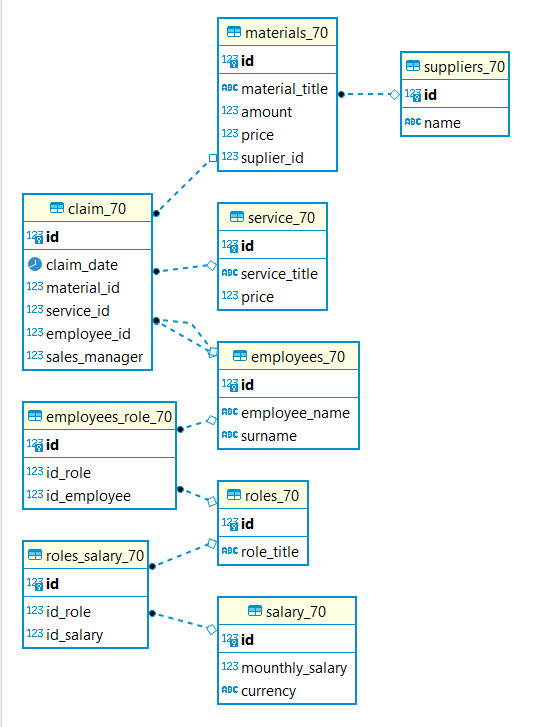 materials_70
123 id
ABC material_title
123 amount
123 price
123 suplier_id
suppliers_70
123 id
ABC name
claim_70
123 id
claim_date
123 material_id
123 service_id
123 employee_id
123 sales_manager
service_70
123 id
ABC service_title
123 price
employees_70
123 id
ABC employee_name
ABC surname
employees_role_70
123 id
123 id_role
123 id_employee
roles_70
123 id
ABC role_title
roles_salary_70
123 id
123 id_role
123 id_salary
salary_70
123 id
123 mounthly_salary
ABC currency